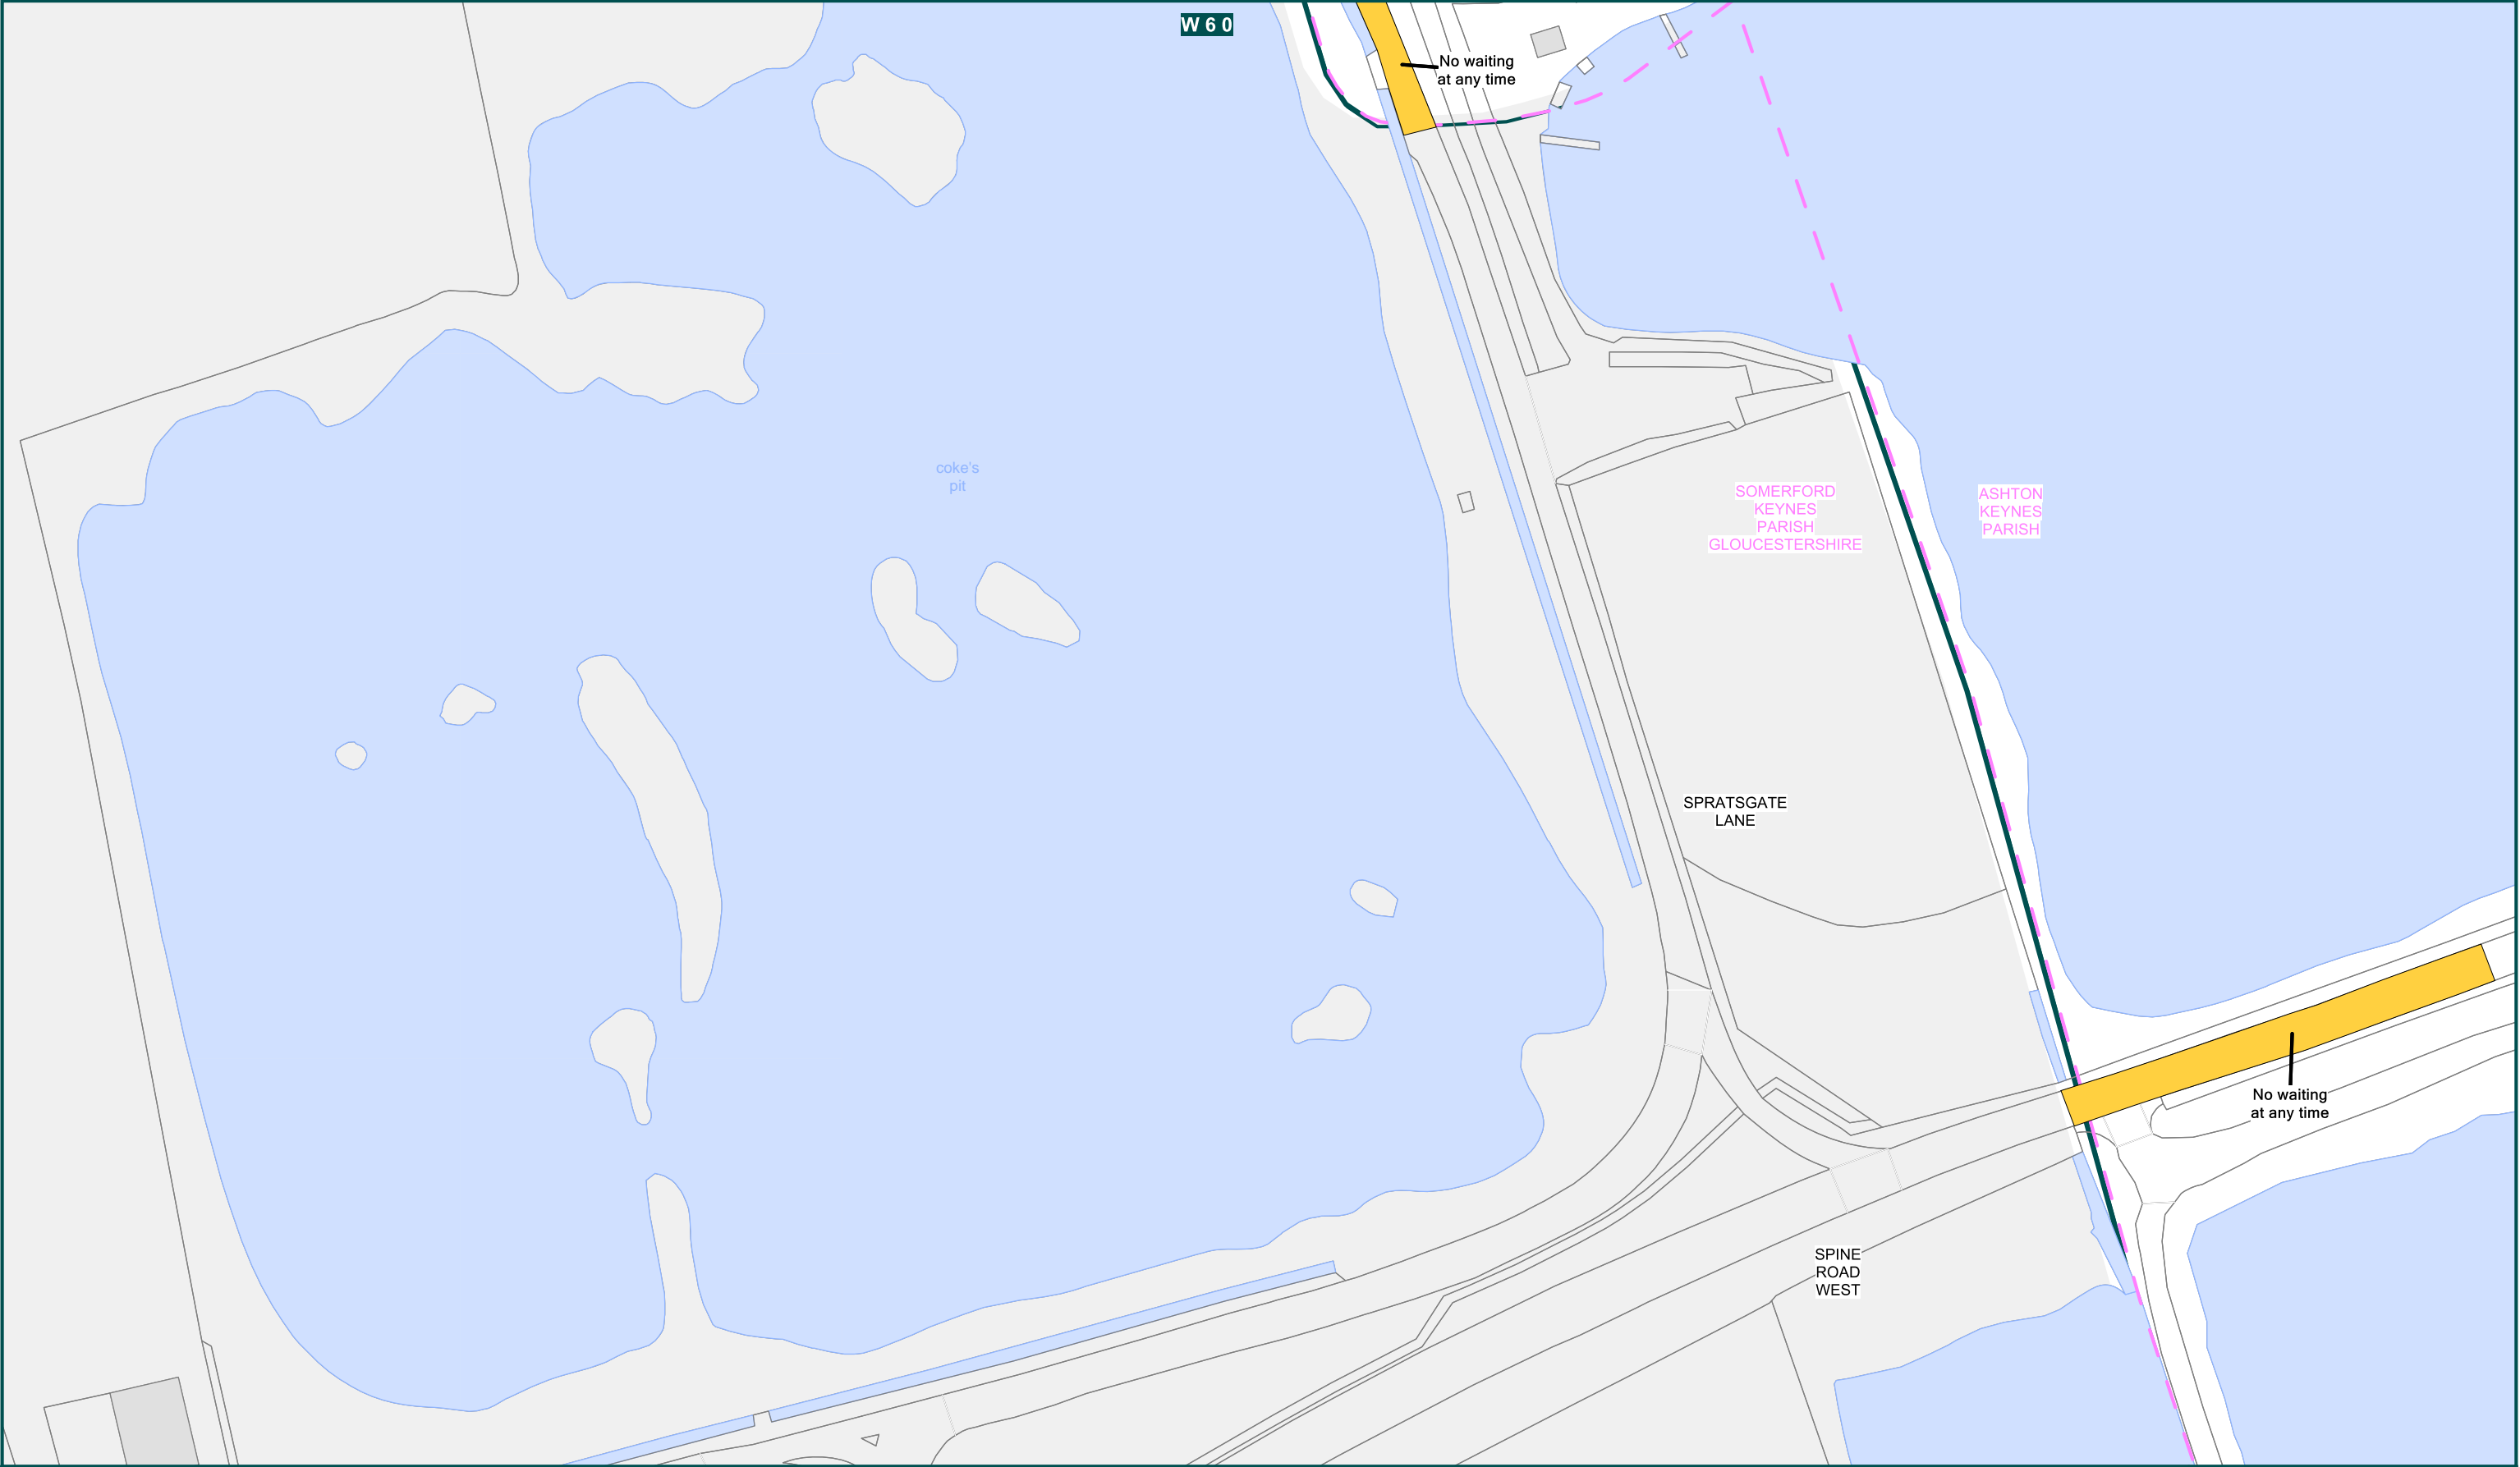 W 6 0
No waiting
at any time
coke's
pit
SOMERFORD
KEYNES
PARISH
GLOUCESTERSHIRE
ASHTON
KEYNES
PARISH
SPRATSGATE
LANE
No waiting
at any time
SPINE
ROAD
WEST